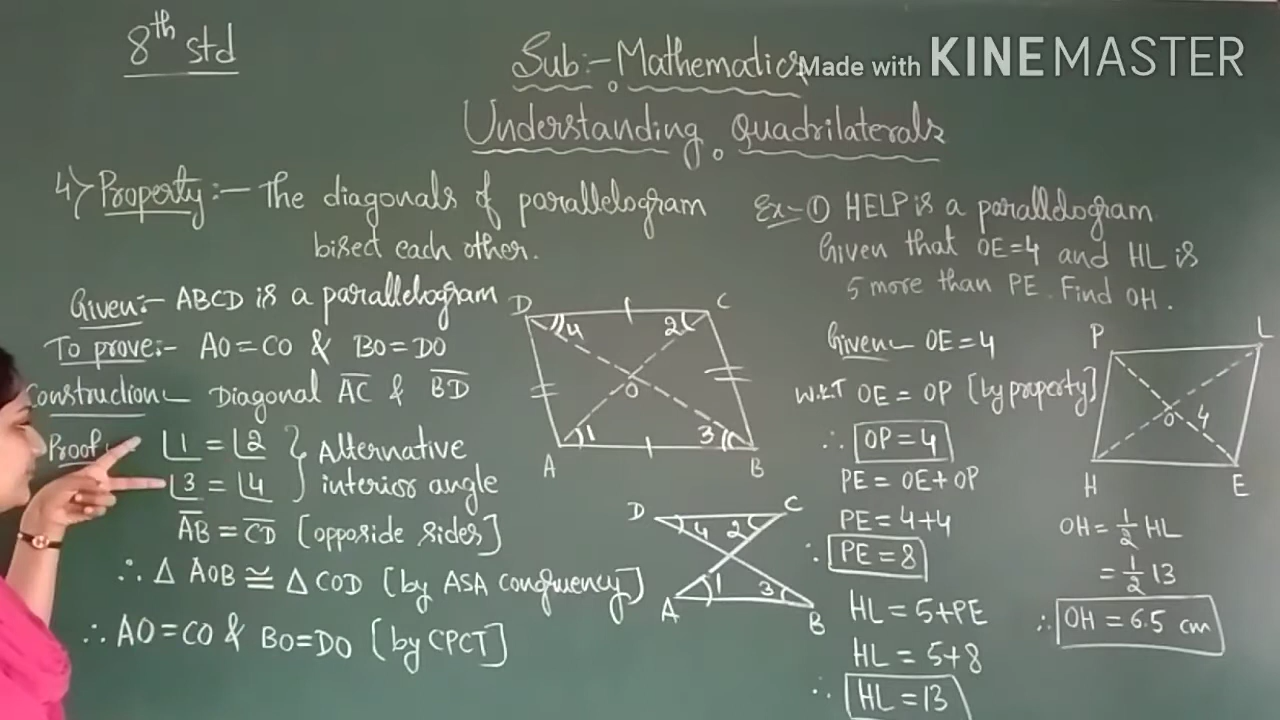 8th std
Sub:- Mathematics
Made with KINEMASTER
Understanding Quadrilaterals
4) Property:- The diagonals of parallelogram
bisect each other.
Given:- ABCD is a parallelogram
To prove:- AO = CO & BO = DO
Construction- Diagonal A̅C̅ & B̅D̅
Proof
∠1 = ∠2 } Alternative
∠3 = ∠4 } interior angle
A̅B̅ = C̅D̅ [opposide sides]
∴ △ AOB ≅ △ COD [by ASA congruency]
∴ AO = CO & BO = DO [by CPCT]
D C
4 2
O
1 3
A B
D C
4 2
1 3
A B
Ex:- ① HELP is a parallelogram
Given that OE=4 and HL is
5 more than PE. Find OH.
Given- OE = 4
W.K.T OE = OP [by property]
∴ OP = 4
PE = OE + OP
PE = 4+4
∴ PE = 8
HL = 5+PE
HL = 5+8
∴ HL = 13
P L
O 4
H E
OH = 1/2 HL
= 1/2 13
∴ OH = 6.5 cm